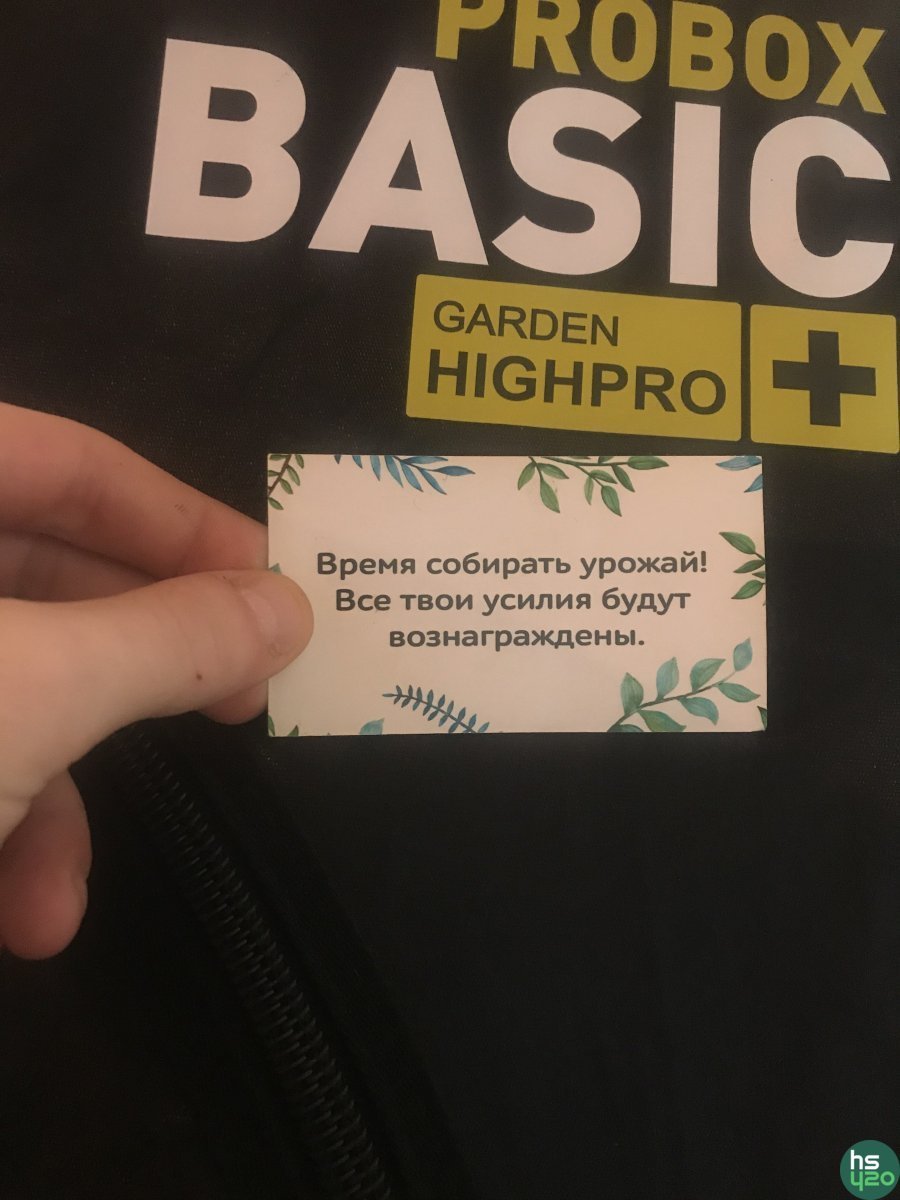 PROBOX
BASIC
GARDEN
HIGHPRO
Время собирать урожай!
Все твои усилия будут
вознаграждены.
hs
420